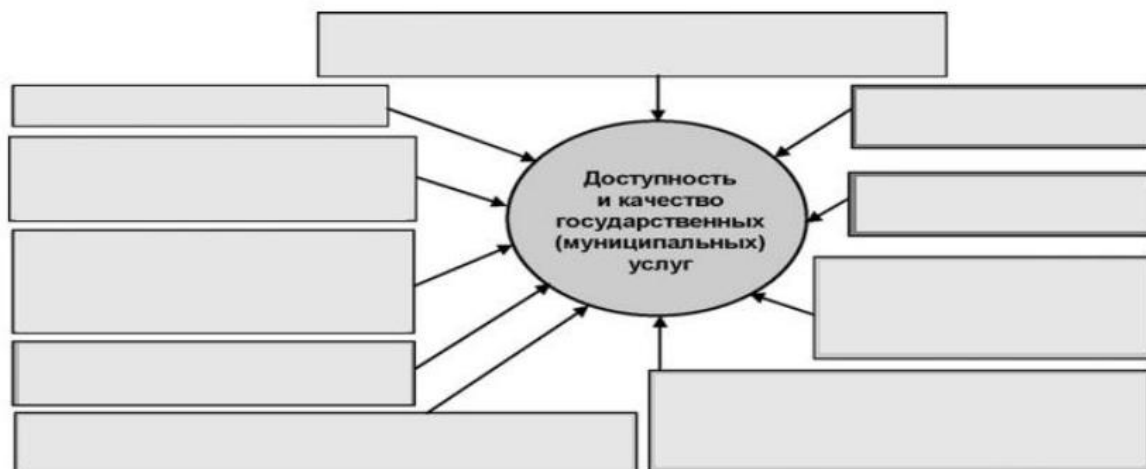 Доступность
и качество
государственных
(муниципальных)
услуг